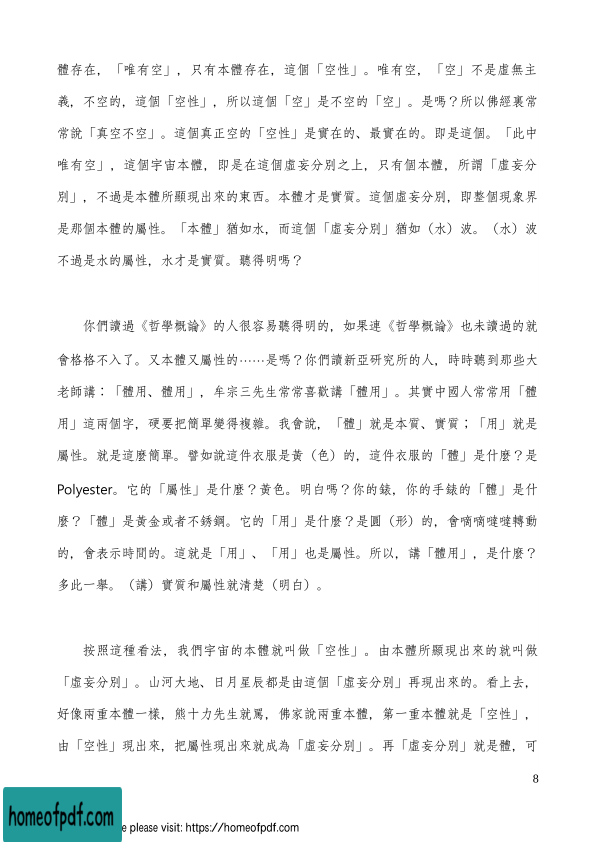 體存在，「唯有空」，只有本體存在，這個「空性」。唯有空，「空」不是虛無主
義，不空的，這個「空性」，所以這個「空」是不空的「空」。是嗎？所以佛經裏常
常說「真空不空」。這個真正空的「空性」是實在的、最實在的。即是這個。「此中
唯有空」，這個宇宙本體，即是在這個虛妄分別之上，只有個本體，所謂「虛妄分
別」，不過是本體所顯現出來的東西。本體才是實質。這個虛妄分別，即整個現象界
是那個本體的屬性。「本體」猶如水，而這個「虛妄分別」猶如（水）波。（水）波
不過是水的屬性，水才是實質。聽得明嗎？
你們讀過《哲學概論》的人很容易聽得明的，如果連《哲學概論》也未讀過的就
會格格不入了。又本體又屬性的……是嗎？你們讀新亞研究所的人，時時聽到那些大
老師講：「體用、體用」，牟宗三先生常常喜歡講「體用」。其實中國人常常用「體
用」這兩個字，硬要把簡單變得複雜。我會說，「體」就是本質、實質；「用」就是
屬性。就是這麼簡單。譬如說這件衣服是黃（色）的，這件衣服的「體」是什麼？是
Polyester。它的「屬性」是什麼？黃色。明白嗎？你的錶，你的手錶的「體」是什
麼？「體」是黃金或者不銹鋼。它的「用」是什麼？是圓（形）的，會嘀嘀噠噠轉動
的，會表示時間的。這就是「用」、「用」也是屬性。所以，講「體用」，是什麼？
多此一舉。（講）實質和屬性就清楚（明白）。
按照這種看法，我們宇宙的本體就叫做「空性」。由本體所顯現出來的就叫做
「虛妄分別」。山河大地、日月星辰都是由這個「虛妄分別」再現出來的。看上去，
好像兩重本體一樣，熊十力先生就罵，佛家說兩重本體，第一重本體就是「空性」，
由「空性」現出來，把屬性現出來就成為「虛妄分別」。再「虛妄分別」就是體，可
8
homeofpdf.com
e please visit: https://homeofpdf.com